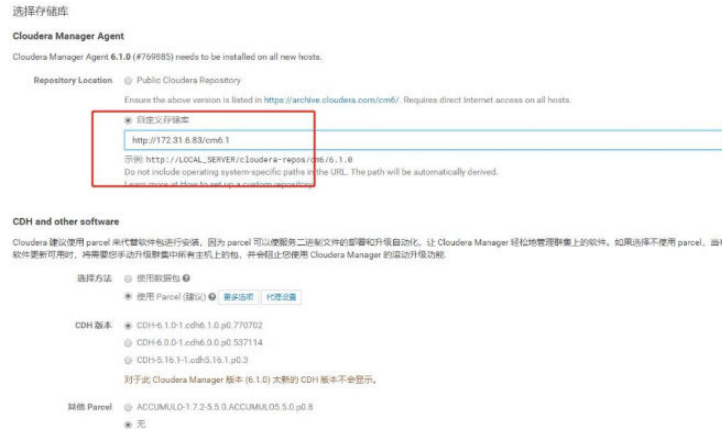 选择存储库
Cloudera Manager Agent
Cloudera Manager Agent 6.1.0 (#769885) needs to be installed on all new hosts.
Repository Location Public Cloudera Repository
Ensure the above version is listed in https://archive.cloudera.com/cm6/. Requires direct Internet access on all hosts.
自定义存储库
http://172.31.6.83/cm6.1
示例: http://LOCAL_SERVER/cloudera-repos/cm6/6.1.0
Do not include operating system-specific paths in the URL. The path will be automatically derived.
Learn more at How to set up a custom repository
CDH and other software
Cloudera 建议使用 parcel 来代替软件包进行安装，因为 parcel 可以使服务二进制文件的部署和升级自动化，让 Cloudera Manager 轻松地管理群集上的软件。如果选择不使用 parcel，当有
软件更新可用时，将需要您手动升级群集中所有主机上的包，并会阻止您使用 Cloudera Manager 的滚动升级功能。
选择方法 使用数据包
使用 Parcel (建议) 更多选项 代理设置
CDH 版本 CDH-6.1.0-1.cdh6.1.0.p0.770702
CDH-6.0.0-1.cdh6.0.0.p0.537114
CDH-5.16.1-1.cdh5.16.1.p0.3
对于此 Cloudera Manager 版本 (6.1.0) 太新的 CDH 版本不会显示。
其他 Parcel ACCUMULO-1.7.2-5.5.0.ACCUMULO5.5.0.p0.8
无